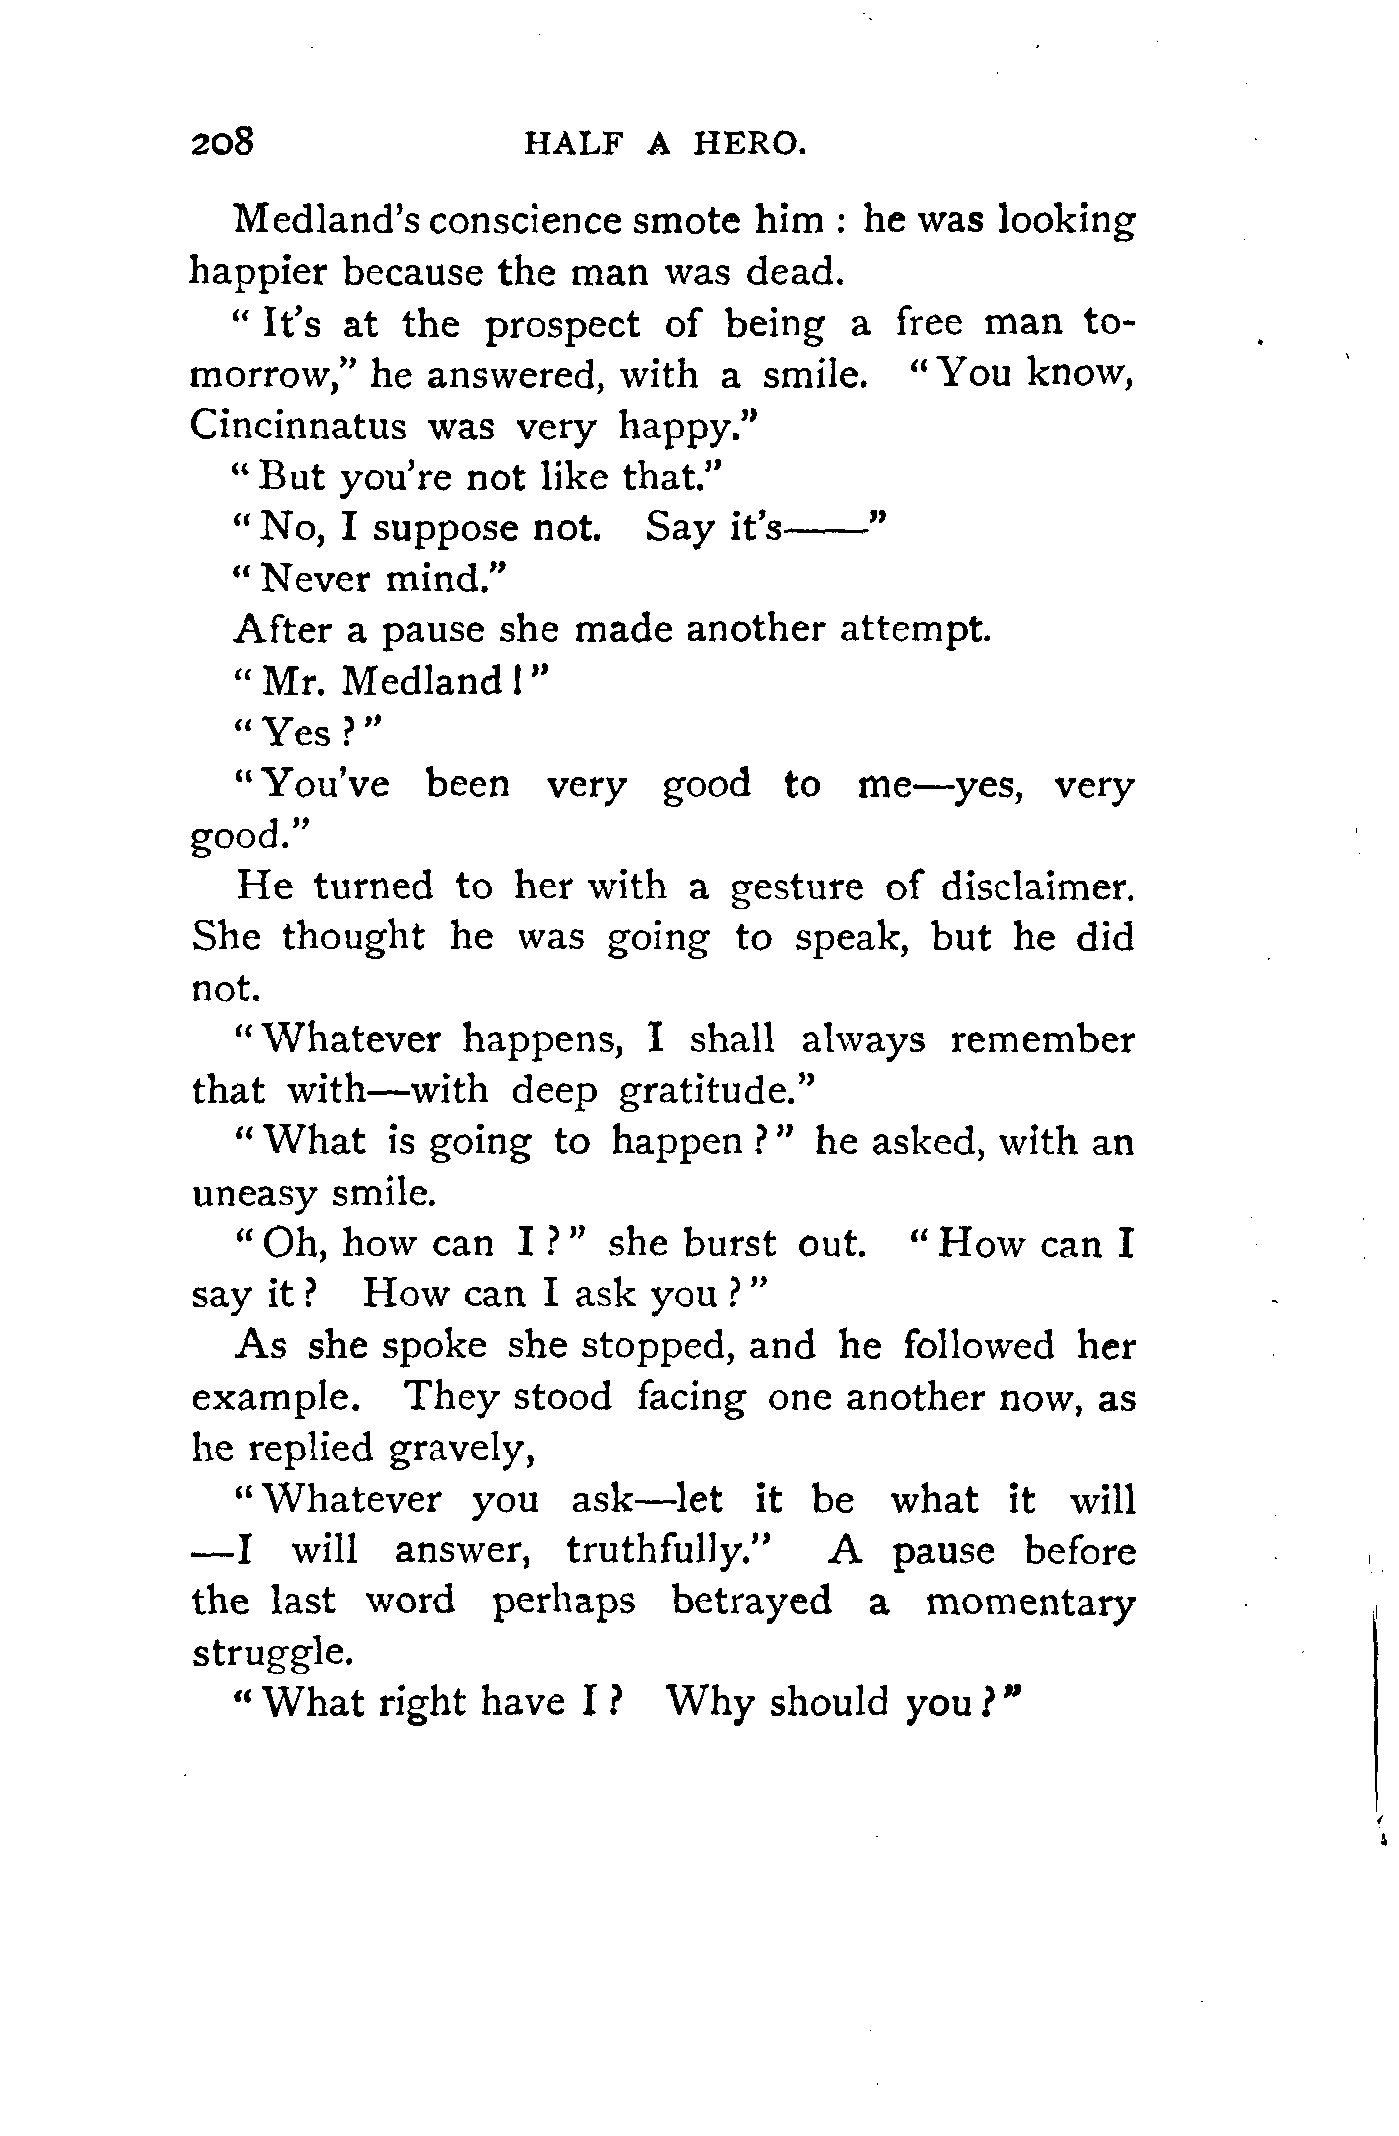 208 HALF A HERO.
Medland's conscience smote him : he was looking
happier because the man was dead.
“ It's at the prospect of being a free man to-
morrow,” he answered, with a smile. “ You know,
Cincinnatus was very happy.”
“ But you're not like that.”
“ No, I suppose not. Say it's——”
“ Never mind.”
After a pause she made another attempt.
“ Mr. Medland ! ”
“ Yes ? ”
“ You've been very good to me—yes, very
good.”
He turned to her with a gesture of disclaimer.
She thought he was going to speak, but he did
not.
“ Whatever happens, I shall always remember
that with—with deep gratitude.”
“ What is going to happen ? ” he asked, with an
uneasy smile.
“ Oh, how can I ? ” she burst out. “ How can I
say it ? How can I ask you ? ”
As she spoke she stopped, and he followed her
example. They stood facing one another now, as
he replied gravely,
“ Whatever you ask—let it be what it will
—I will answer, truthfully.” A pause before
the last word perhaps betrayed a momentary
struggle.
“ What right have I ? Why should you ? ”